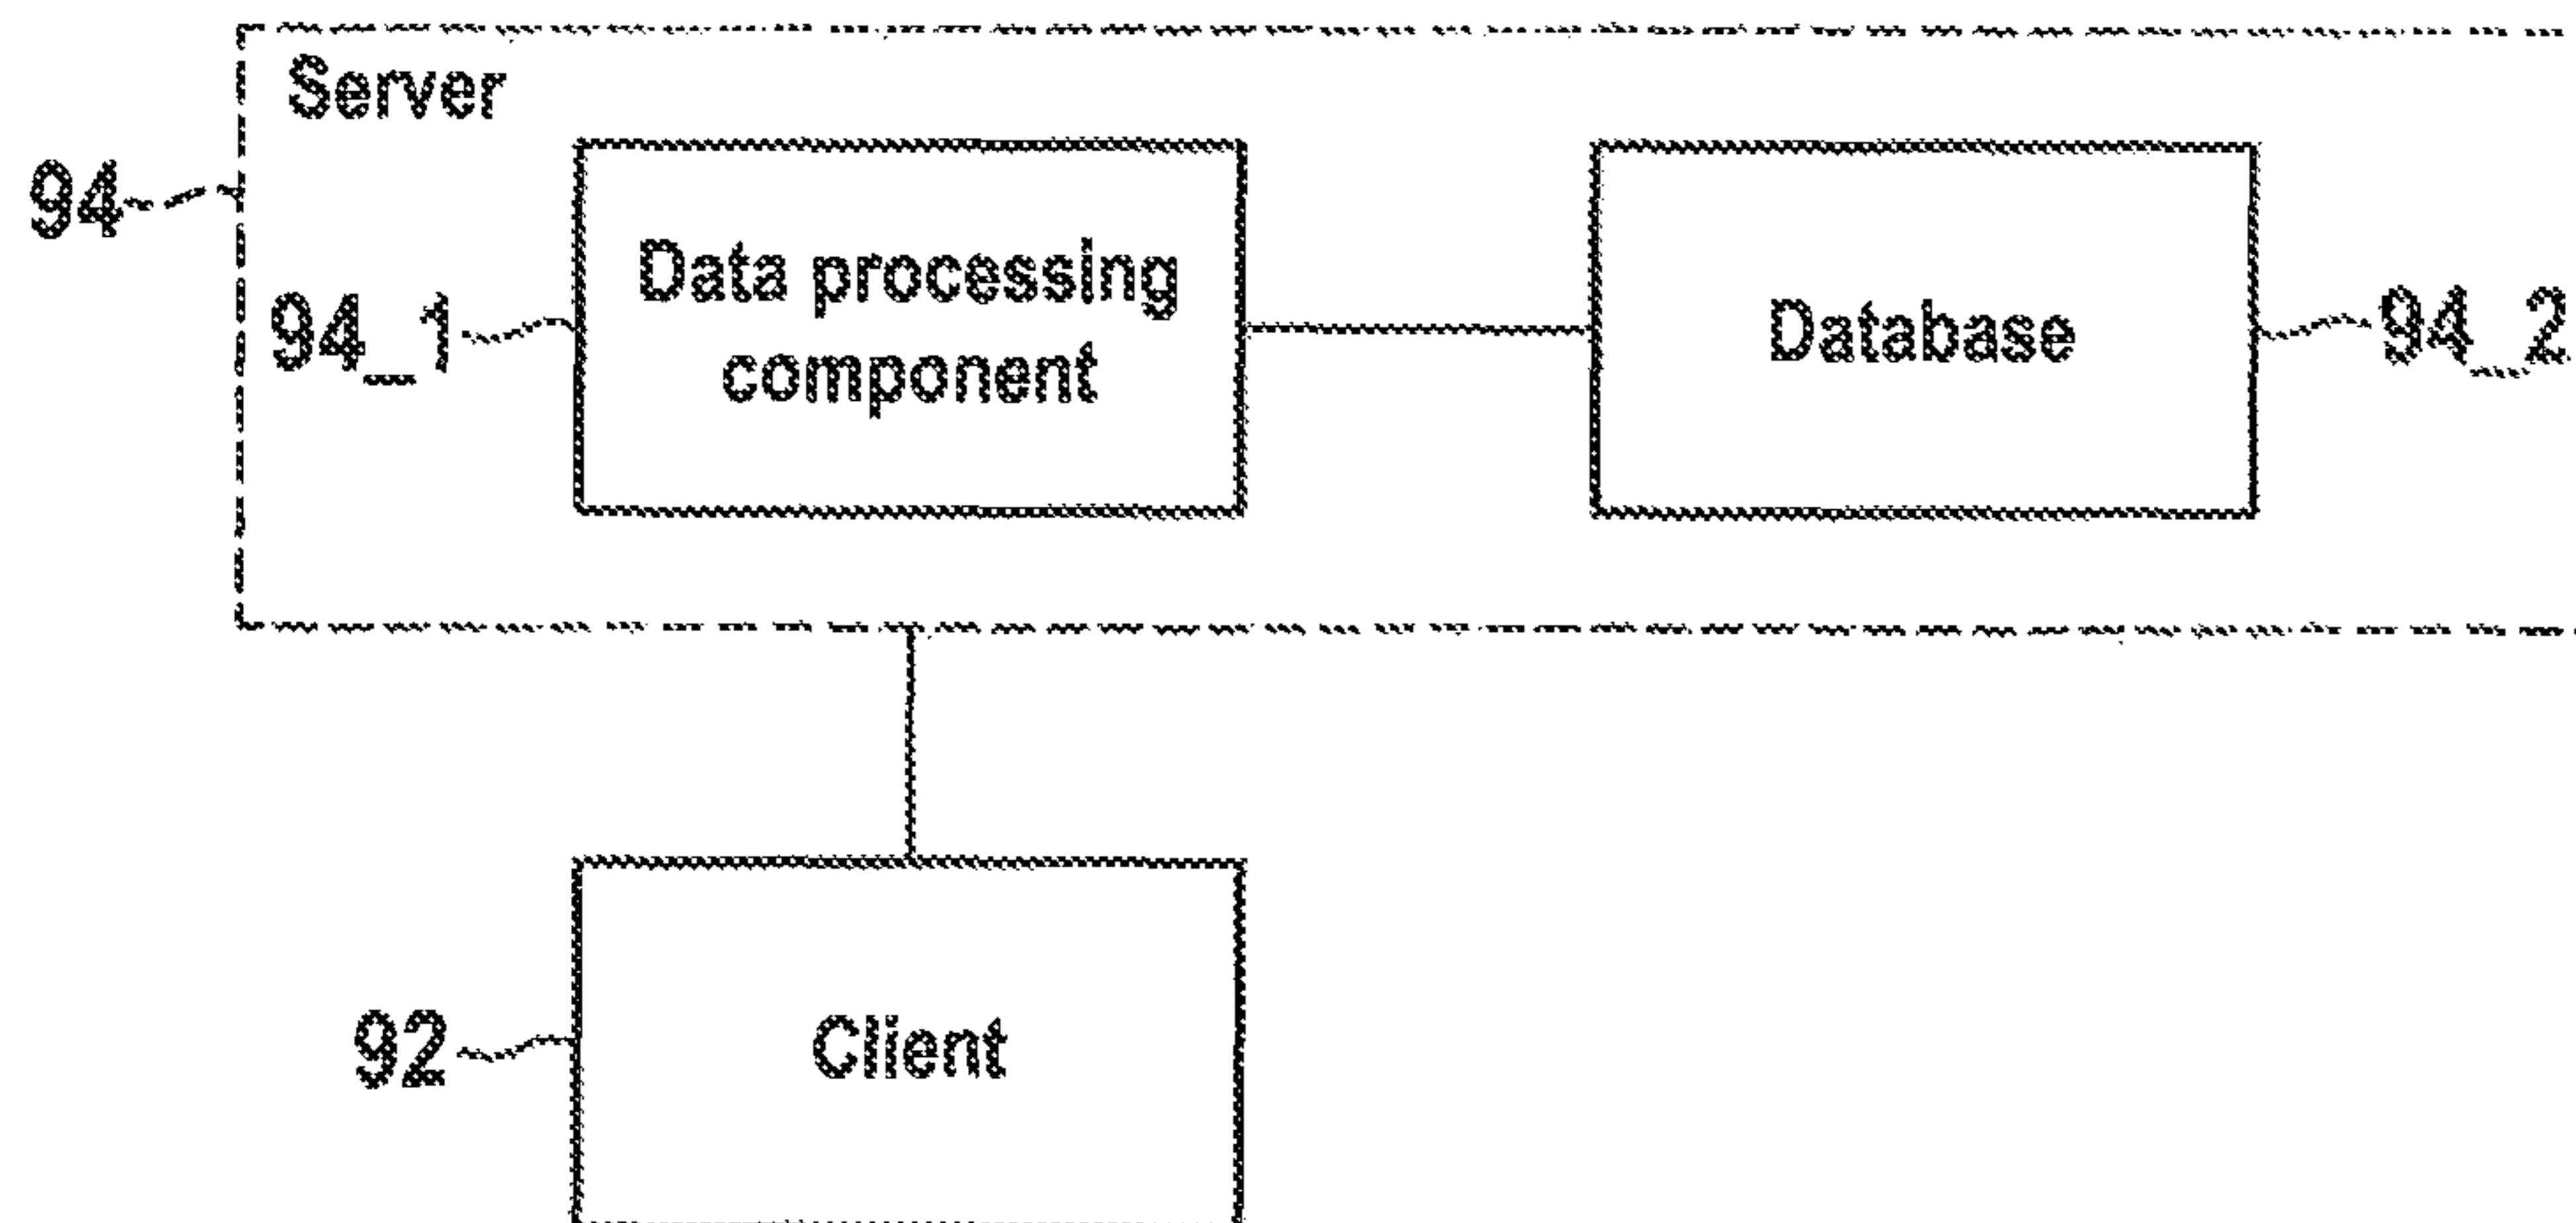 Server
94
94_1
Data processing
component
Database
94_2
92
Client